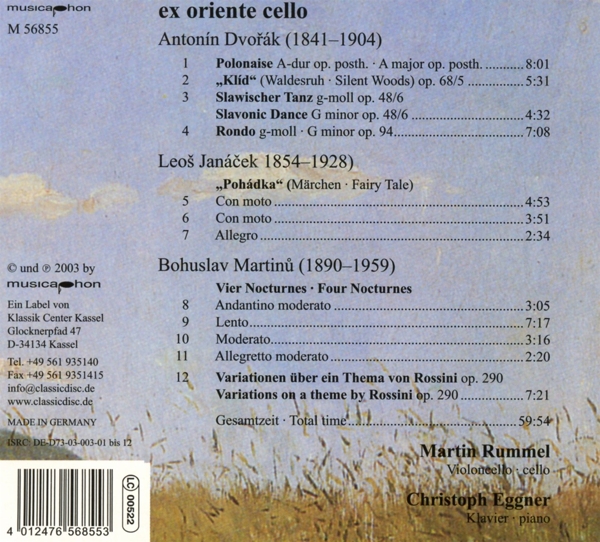 musicaphon
M 56855
ex oriente cello
Antonín Dvořák (1841–1904)
1 Polonaise A-dur op. posth. · A major op. posth. 8:01
2 „Klíd“ (Waldesruh · Silent Woods) op. 68/5 5:31
3 Slawischer Tanz g-moll op. 48/6
Slavonic Dance G minor op. 48/6 4:32
4 Rondo g-moll · G minor op. 94 7:08
Leoš Janáček 1854–1928)
„Pohádka“ (Märchen · Fairy Tale)
5 Con moto 4:53
6 Con moto 3:51
7 Allegro 2:34
Bohuslav Martinů (1890–1959)
Vier Nocturnes · Four Nocturnes
8 Andantino moderato 3:05
9 Lento 7:17
10 Moderato 3:16
11 Allegretto moderato 2:20
12 Variationen über ein Thema von Rossini op. 290
Variations on a theme by Rossini op. 290 7:21
Gesamtzeit · Total time 59:54
Martin Rummel
Violoncello · cello
Christoph Eggner
Klavier · piano
© und ℗ 2003 by
musicaphon
Ein Label von
Klassik Center Kassel
Glocknerpfad 47
D-34134 Kassel
Tel. +49 561 935140
Fax +49 561 9351415
info@classicdisc.de
www.classicdisc.de
MADE IN GERMANY
ISRC DE-D73-03-003-01 bis 12
LC 00522
4 012476 568553